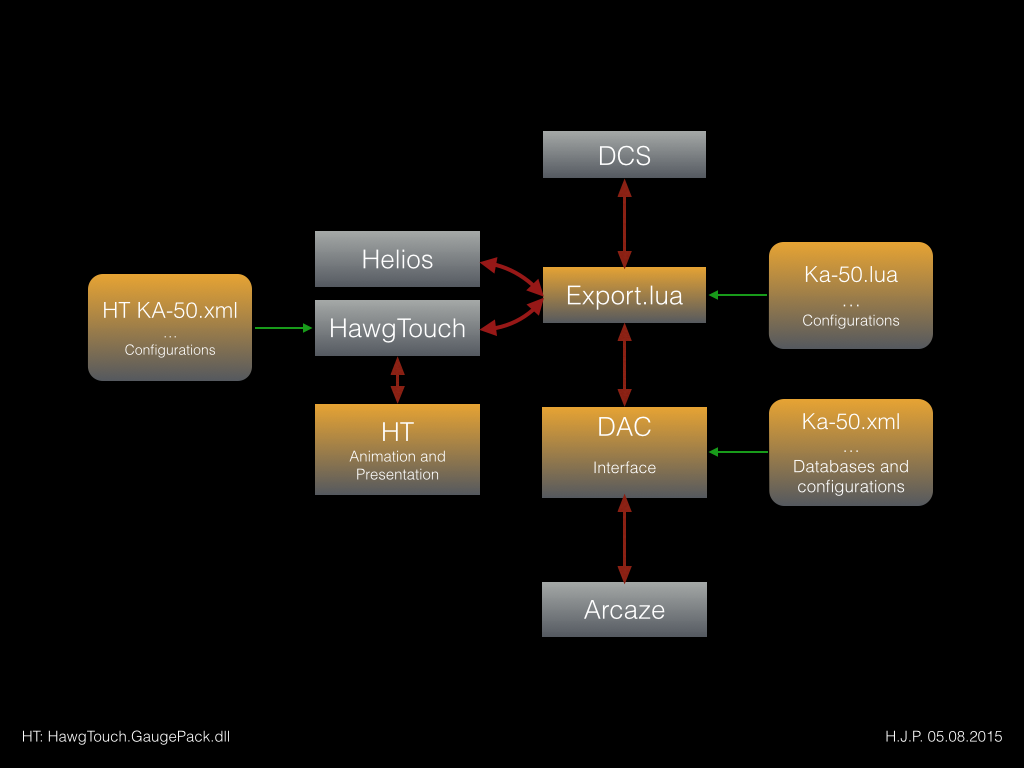 DCS
Helios
HawgTouch
Export.lua
Ka-50.lua
...
Configurations
HT KA-50.xml
...
Configurations
HT
Animation and
Presentation
DAC
Interface
Ka-50.xml
...
Databases and
configurations
Arcaze
HT: HawgTouch.GaugePack.dll
H.J.P. 05.08.2015